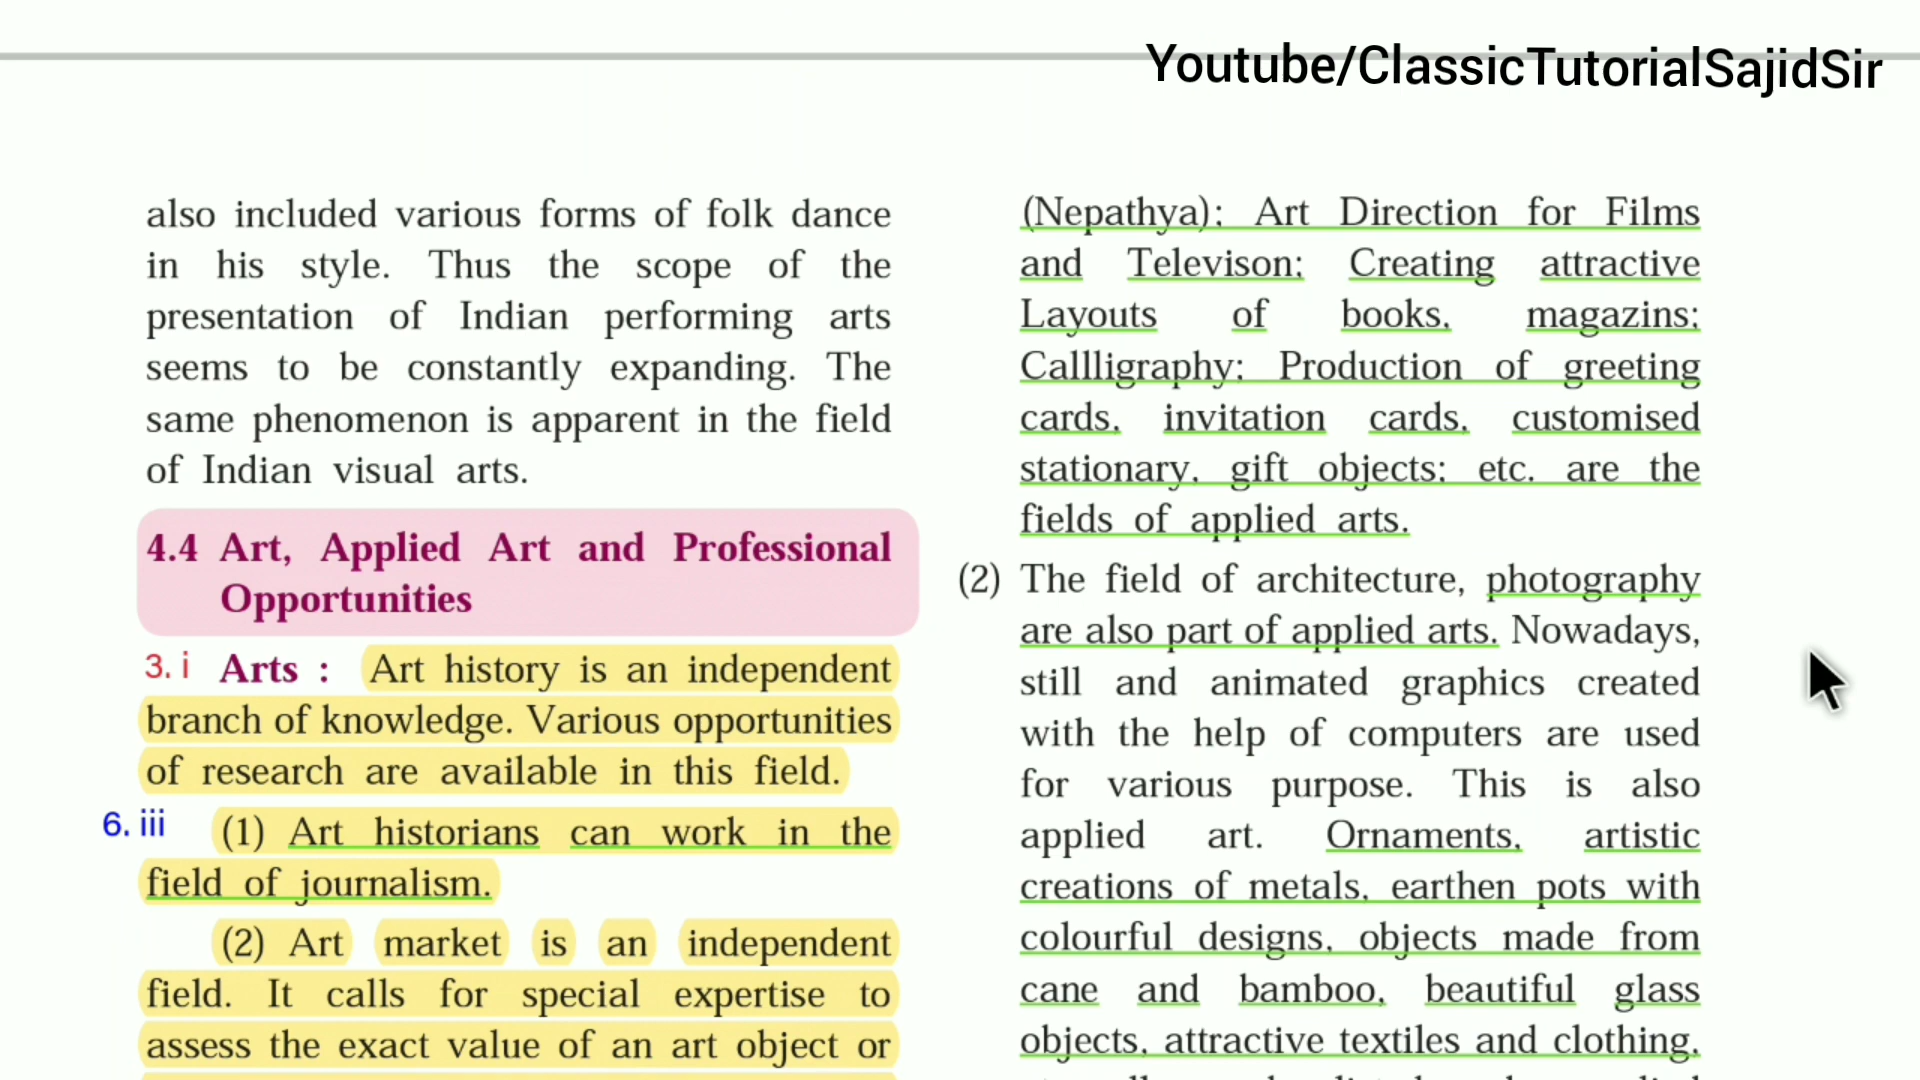 Youtube/ClassicTutorialSajidSir
also included various forms of folk dance
in his style. Thus the scope of the
presentation of Indian performing arts
seems to be constantly expanding. The
same phenomenon is apparent in the field
of Indian visual arts.
4.4 Art, Applied Art and Professional
Opportunities
3. i Arts : Art history is an independent
branch of knowledge. Various opportunities
of research are available in this field.
6. iii (1) Art historians can work in the
field of journalism.
(2) Art market is an independent
field. It calls for special expertise to
assess the exact value of an art object or
(Nepathya); Art Direction for Films
and Televison; Creating attractive
Layouts of books, magazins;
Callligraphy; Production of greeting
cards, invitation cards, customised
stationary, gift objects; etc. are the
fields of applied arts.
(2) The field of architecture, photography
are also part of applied arts. Nowadays,
still and animated graphics created
with the help of computers are used
for various purpose. This is also
applied art. Ornaments, artistic
creations of metals, earthen pots with
colourful designs, objects made from
cane and bamboo, beautiful glass
objects, attractive textiles and clothing,